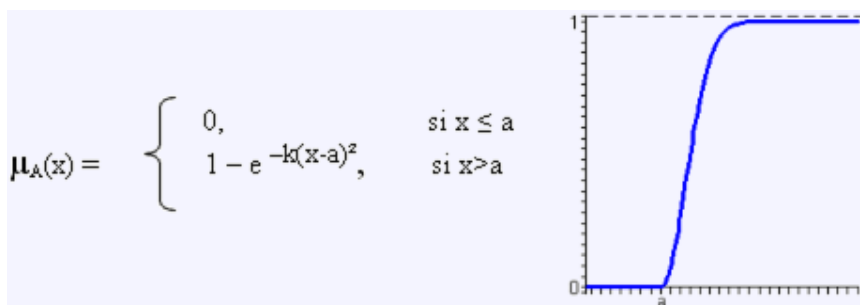 1
0,
si x ≤ a
μA(x) =
1 – e –k(x-a)²,
si x>a
0
a